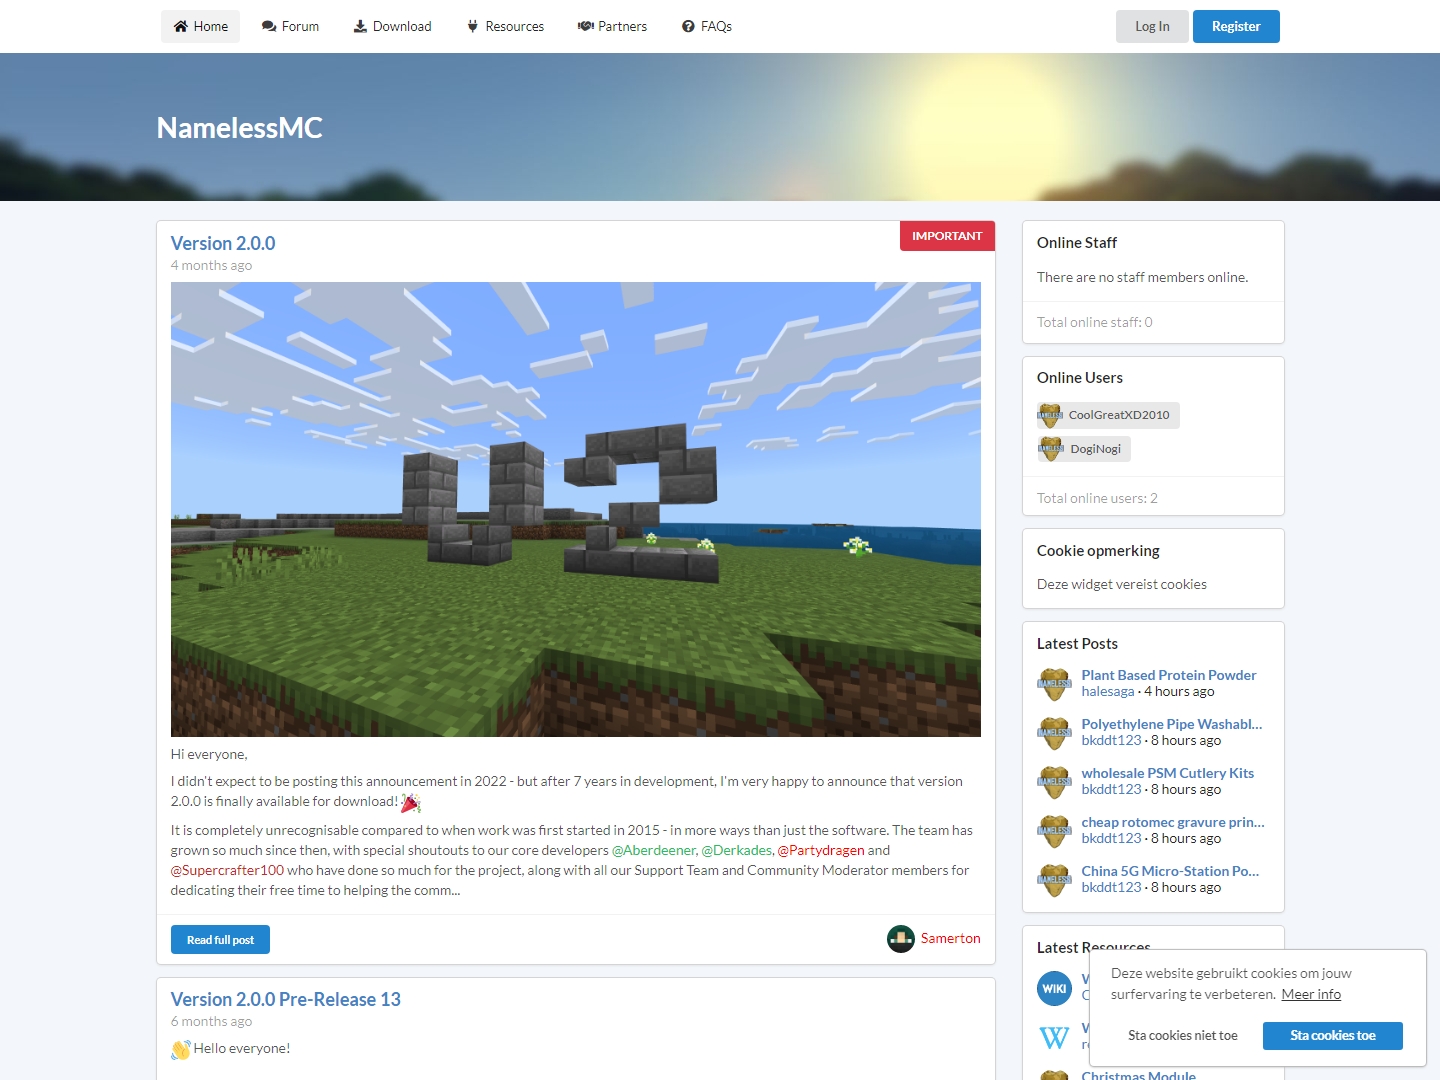 Home
Forum
Download
Resources
Partners
FAQs
Log In
Register
NamelessMC
Version 2.0.0
IMPORTANT
4 months ago
Hi everyone,
I didn't expect to be posting this announcement in 2022 - but after 7 years in development, I'm very happy to announce that version
2.0.0 is finally available for download!
It is completely unrecognisable compared to when work was first started in 2015 - in more ways than just the software. The team has
grown so much since then, with special shoutouts to our core developers @Aberdeener, @Derkades, @Partydragen and
@Supercrafter100 who have done so much for the project, along with all our Support Team and Community Moderator members for
dedicating their free time to helping the comm...
Read full post
Samerton
Version 2.0.0 Pre-Release 13
6 months ago
Hello everyone!
Online Staff
There are no staff members online.
Total online staff: 0
Online Users
CoolGreatXD2010
DogiNogi
Total online users: 2
Cookie opmerking
Deze widget vereist cookies
Latest Posts
Plant Based Protein Powder
halesaga · 4 hours ago
Polyethylene Pipe Washabl...
bkddt123 · 8 hours ago
wholesale PSM Cutlery Kits
bkddt123 · 8 hours ago
cheap rotomec gravure prin...
bkddt123 · 8 hours ago
China 5G Micro-Station Po...
bkddt123 · 8 hours ago
Latest Resources
WIKI
W
Christmas Module
Deze website gebruikt cookies om jouw
surfervaring te verbeteren. Meer info
Sta cookies niet toe
Sta cookies toe